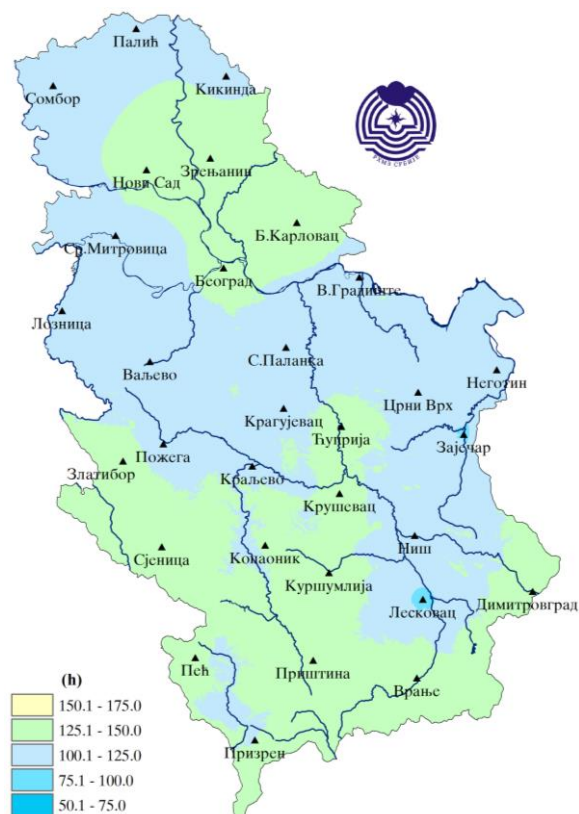 Палић
Сомбор
Кикинда
РХМЗ СРБИЈЕ
Зрењанин
Нови Сад
Б.Карловац
Ср.Митровица
Београд
В.Градиште
Лозница
С.Паланка
Ваљево
Неготин
Црни Врх
Крагујевац
Ћуприја
Зајечар
Пожега
Златибор
Краљево
Крушевац
Ниш
Сјеница
Копаоник
Куршумлија
Димитровград
Лесковац
Пећ
Приштина
Врање
(h)
150.1 - 175.0
125.1 - 150.0
100.1 - 125.0
Призрен
75.1 - 100.0
50.1 - 75.0